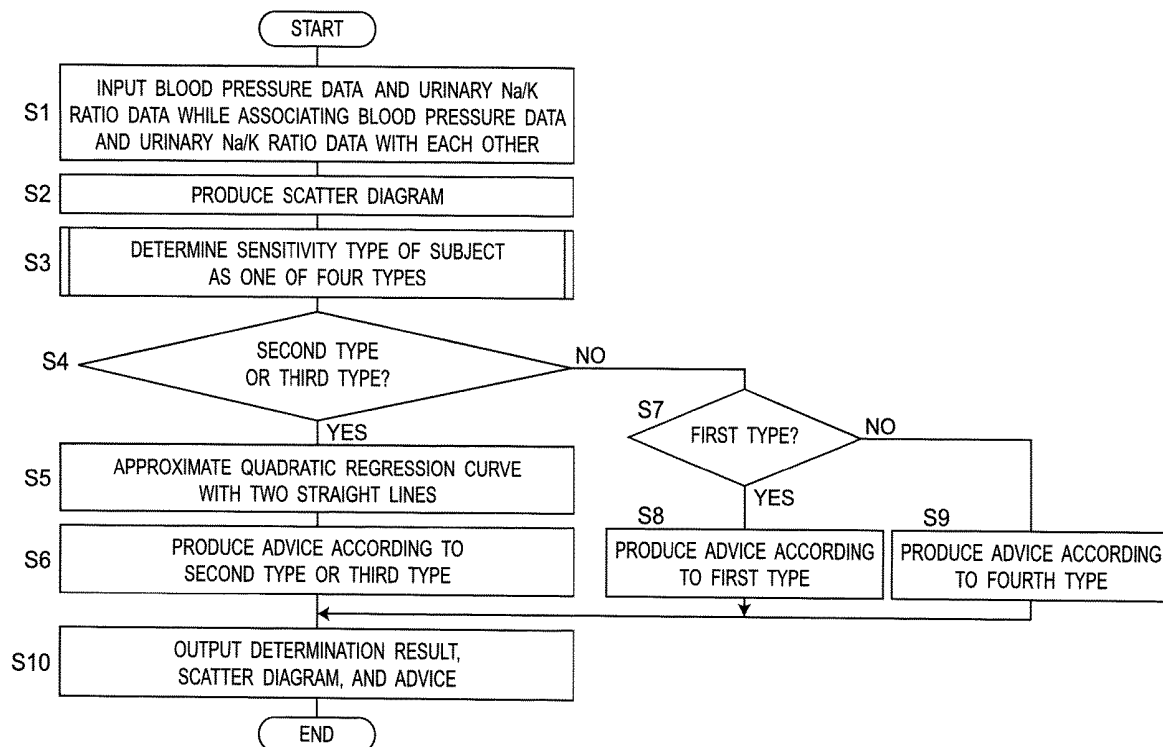 START
S1
INPUT BLOOD PRESSURE DATA AND URINARY Na/K
RATIO DATA WHILE ASSOCIATING BLOOD PRESSURE DATA
AND URINARY Na/K RATIO DATA WITH EACH OTHER
S2
PRODUCE SCATTER DIAGRAM
S3
DETERMINE SENSITIVITY TYPE OF SUBJECT
AS ONE OF FOUR TYPES
S4
SECOND TYPE
OR THIRD TYPE?
NO
YES
S5
APPROXIMATE QUADRATIC REGRESSION CURVE
WITH TWO STRAIGHT LINES
S6
PRODUCE ADVICE ACCORDING TO
SECOND TYPE OR THIRD TYPE
S7
FIRST TYPE?
NO
YES
S8
PRODUCE ADVICE ACCORDING
TO FIRST TYPE
S9
PRODUCE ADVICE ACCORDING
TO FOURTH TYPE
S10
OUTPUT DETERMINATION RESULT,
SCATTER DIAGRAM, AND ADVICE
END